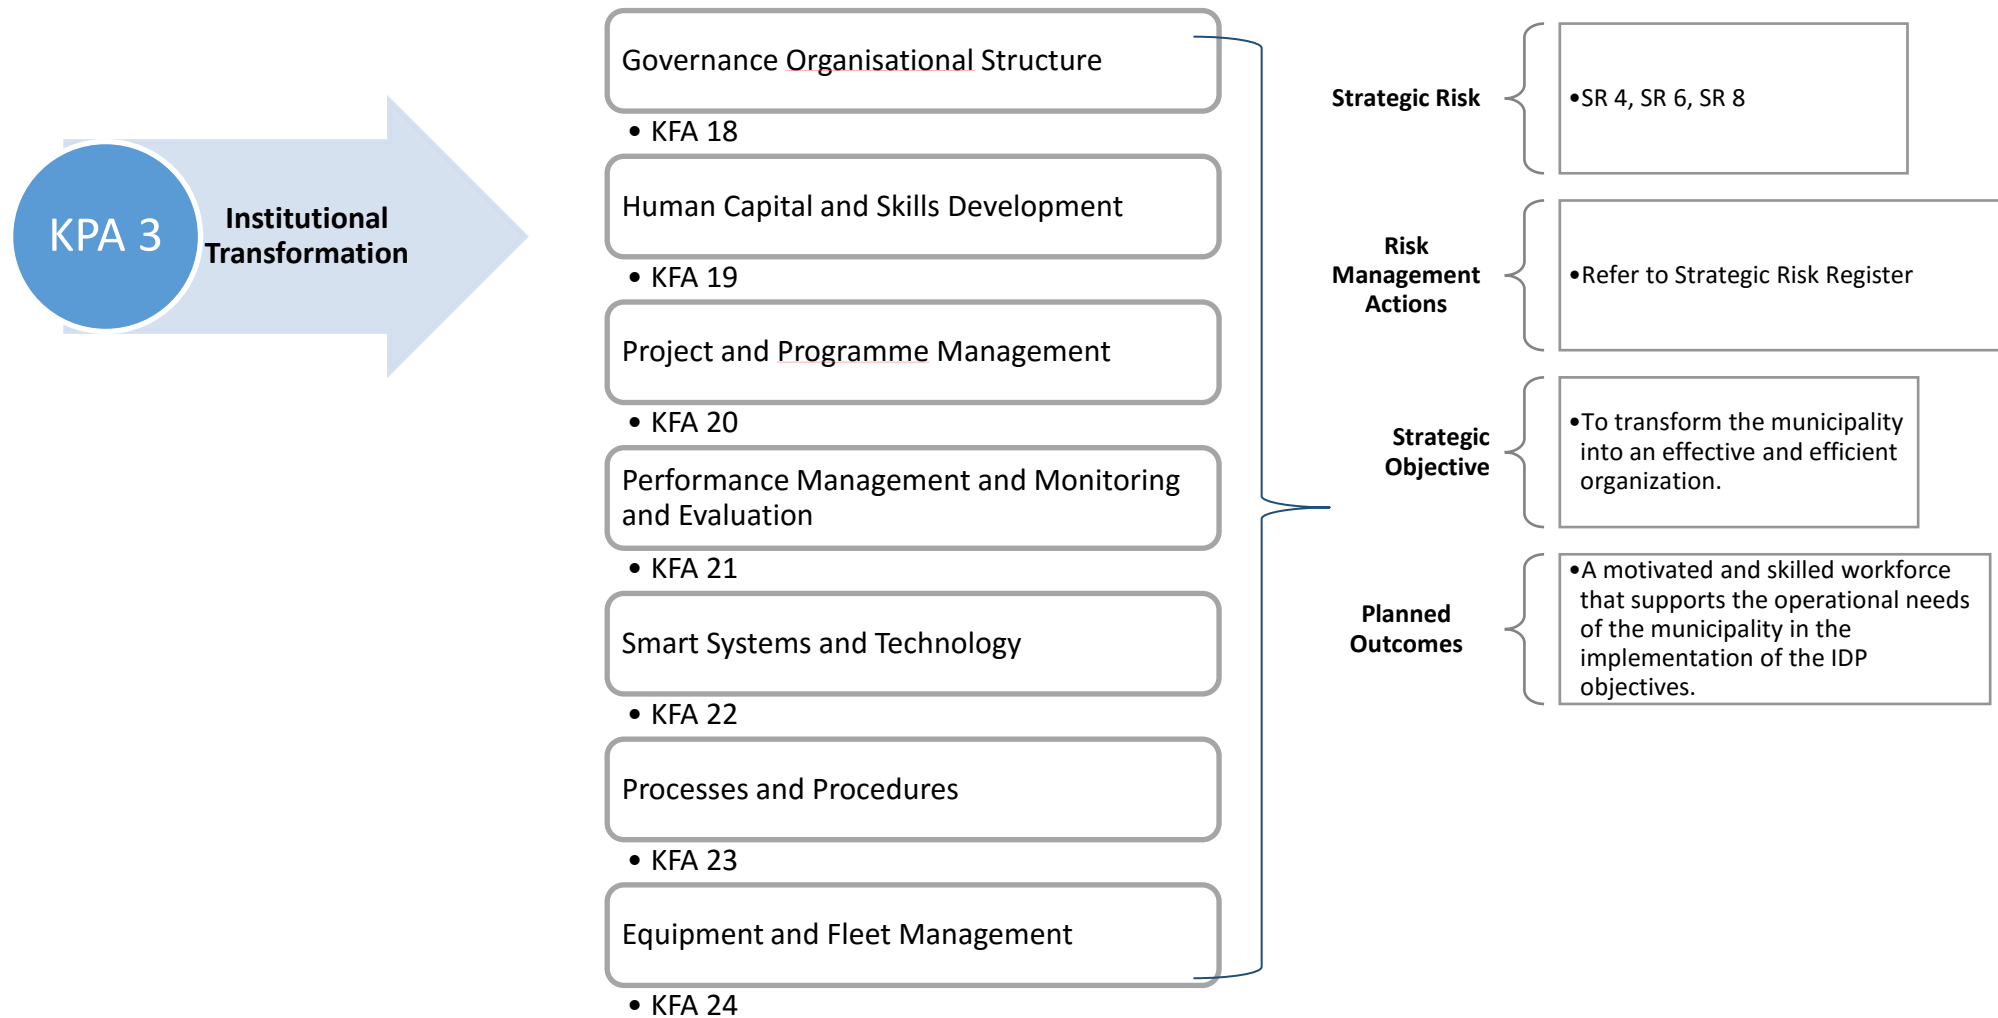 KPA 3
Institutional
Transformation
Governance Organisational Structure
• KFA 18
Human Capital and Skills Development
• KFA 19
Project and Programme Management
• KFA 20
Performance Management and Monitoring
and Evaluation
• KFA 21
Smart Systems and Technology
• KFA 22
Processes and Procedures
• KFA 23
Equipment and Fleet Management
• KFA 24
Strategic Risk
•SR 4, SR 6, SR 8
Risk
Management
Actions
•Refer to Strategic Risk Register
Strategic
Objective
•To transform the municipality
into an effective and efficient
organization.
Planned
Outcomes
•A motivated and skilled workforce
that supports the operational needs
of the municipality in the
implementation of the IDP
objectives.